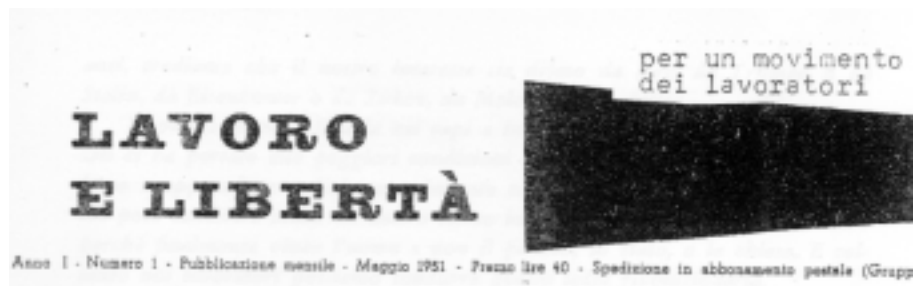 per un movimento
dei lavoratori
LAVORO
E LIBERTÀ
Anno I - Numero 1 - Pubblicazione mensile - Maggio 1951 - Prezzo lire 40 - Spedizione in abbonamento postale (Grupp